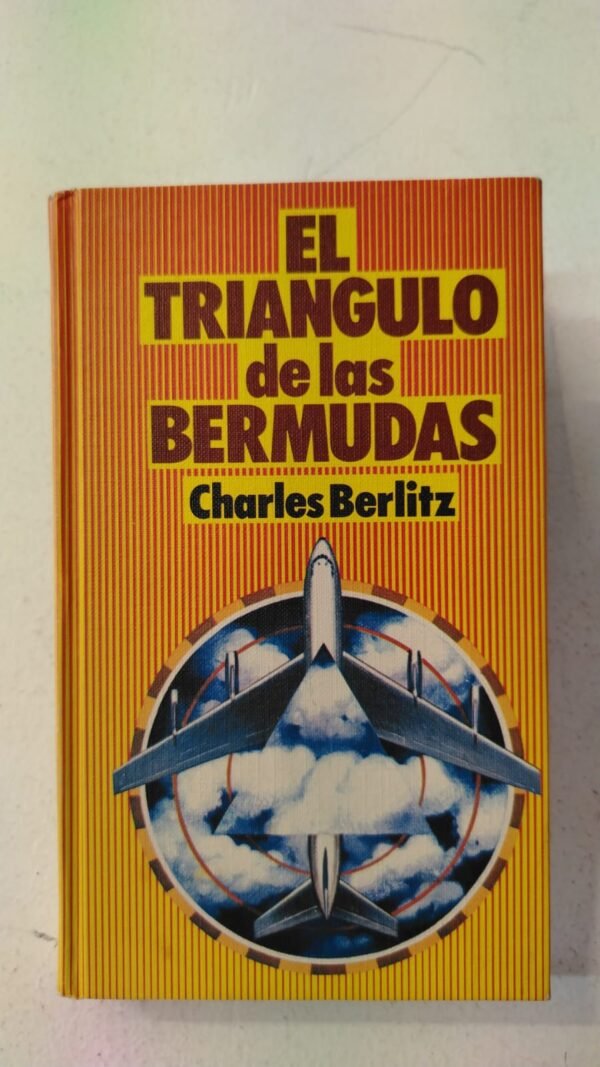 EL
TRIANGULO
de las
BERMUDAS
Charles Berlitz